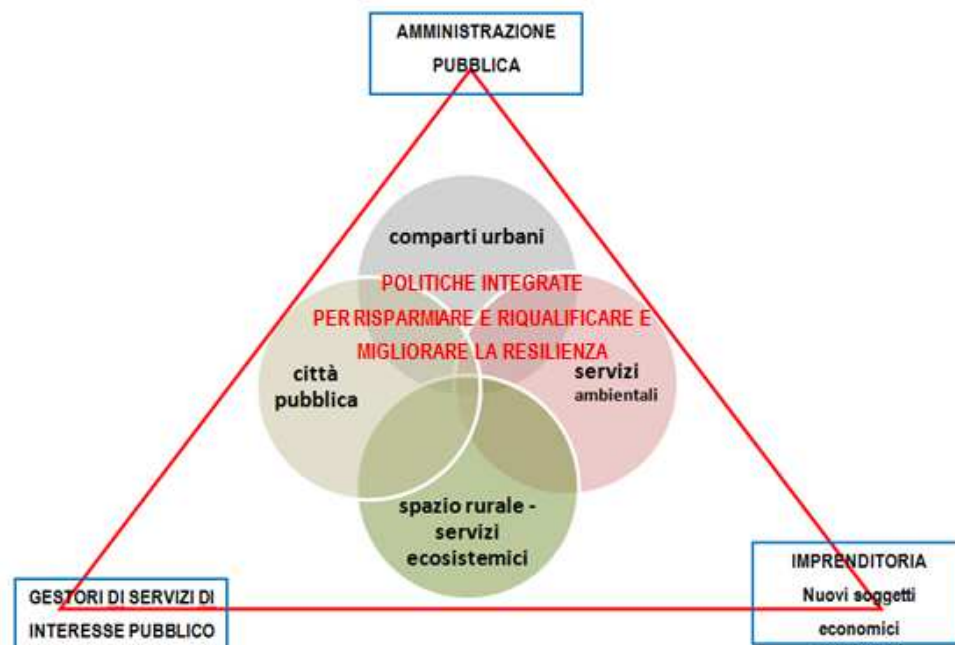 AMMINISTRAZIONE
PUBBLICA
comparti urbani
POLITICHE INTEGRATE
PER RISPARMIARE E RIQUALIFICARE E
MIGLIORARE LA RESILIENZA
città
pubblica
servizi
ambientali
spazio rurale -
servizi
ecosistemici
GESTORI DI SERVIZI DI
INTERESSE PUBBLICO
IMPRENDITORIA
Nuovi soggetti
economici